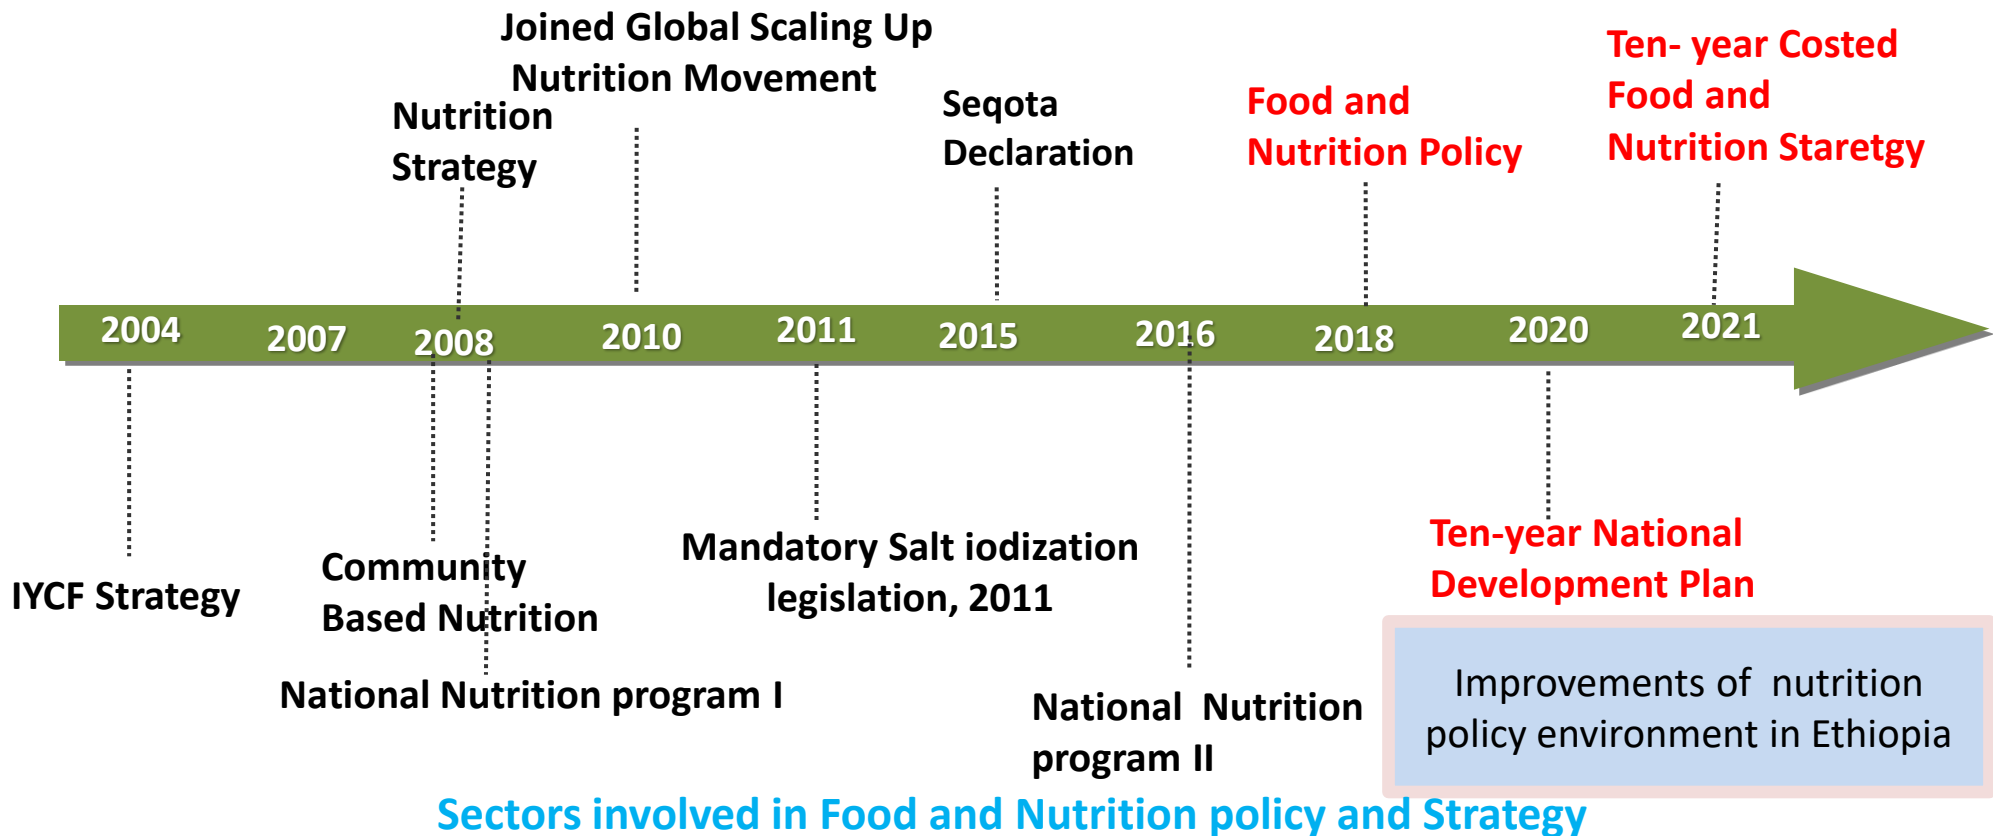 Joined Global Scaling Up
Nutrition Movement
Nutrition
Strategy
Seqota
Declaration
Food and
Nutrition Policy
Ten- year Costed
Food and
Nutrition Staretgy
2004
2007
2008
2010
2011
2015
2016
2018
2020
2021
IYCF Strategy
Community
Based Nutrition
National Nutrition program I
Mandatory Salt iodization
legislation, 2011
National Nutrition
program II
Ten-year National
Development Plan
Improvements of nutrition
policy environment in Ethiopia
Sectors involved in Food and Nutrition policy and Strategy